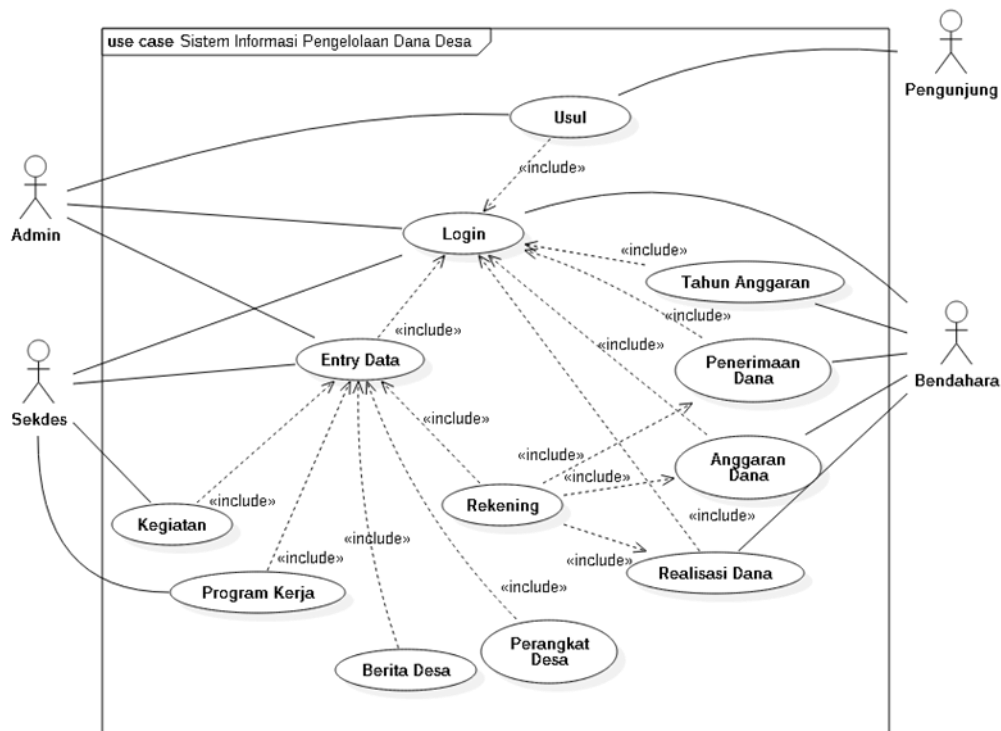 use case Sistem Informasi Pengelolaan Dana Desa
Pengunjung
Usul
«include»
Admin
Login
«include»
Tahun Anggaran
«include»
Entry Data
«include»
«include»
Penerimaan
Dana
Bendahara
Sekdes
«include»
«include»
Anggaran
Dana
«include»
Rekening
Kegiatan
«include»
«include»
«include»
«include»
«include»
Realisasi Dana
Program Kerja
«include»
Perangkat
Desa
Berita Desa